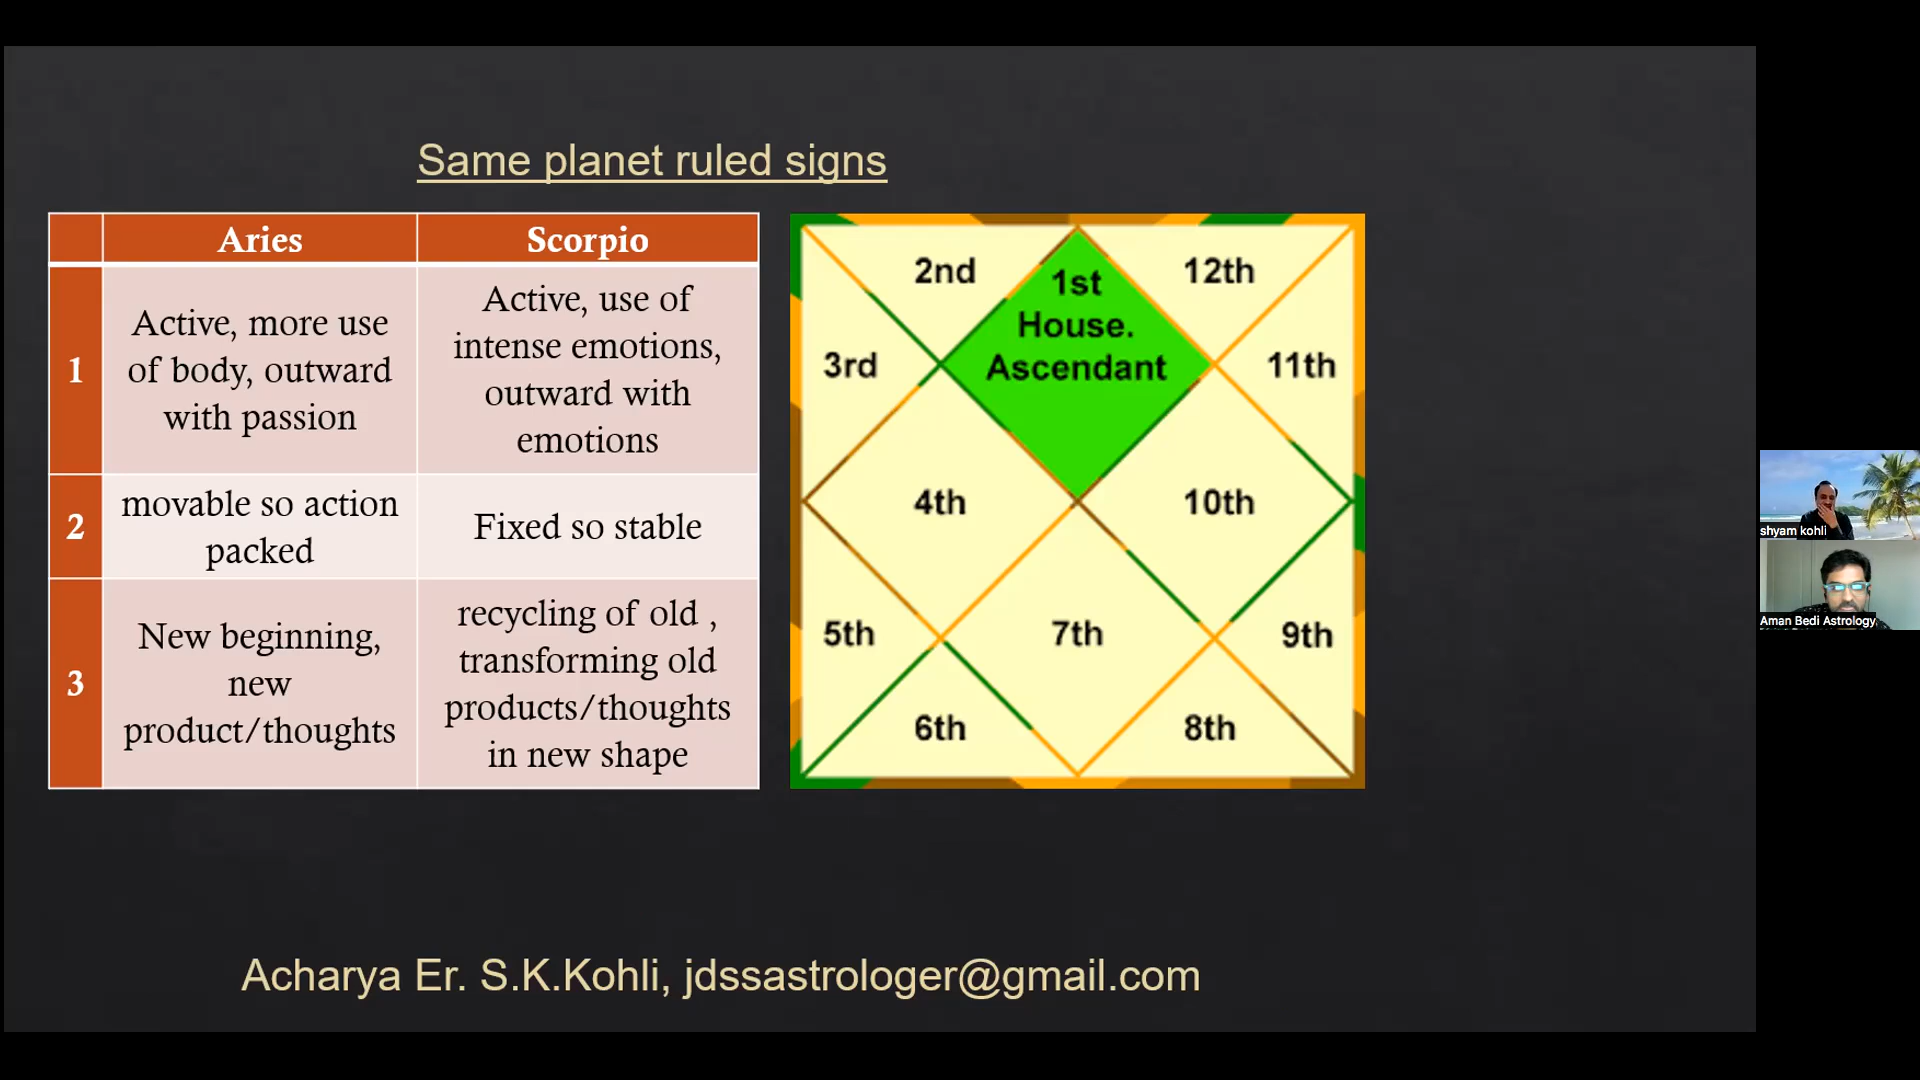 Same planet ruled signs
Aries
Scorpio
1
Active, more use
of body, outward
with passion
Active, use of
intense emotions,
outward with
emotions
2
movable so action
packed
Fixed so stable
3
New beginning,
new
product/thoughts
recycling of old ,
transforming old
products/thoughts
in new shape
2nd
1st
House.
Ascendant
12th
3rd
11th
4th
10th
5th
7th
9th
6th
8th
shyam kohli
Aman Bedi Astrology,
Acharya Er. S.K.Kohli, jdssastrologer@gmail.com